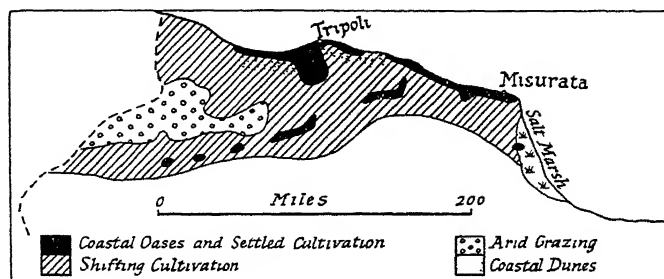 Tripoli
Misurata
Salt Marsh
0 Miles 200
Coastal Oases and Settled Cultivation
Shifting Cultivation
Arid Grazing
Coastal Dunes